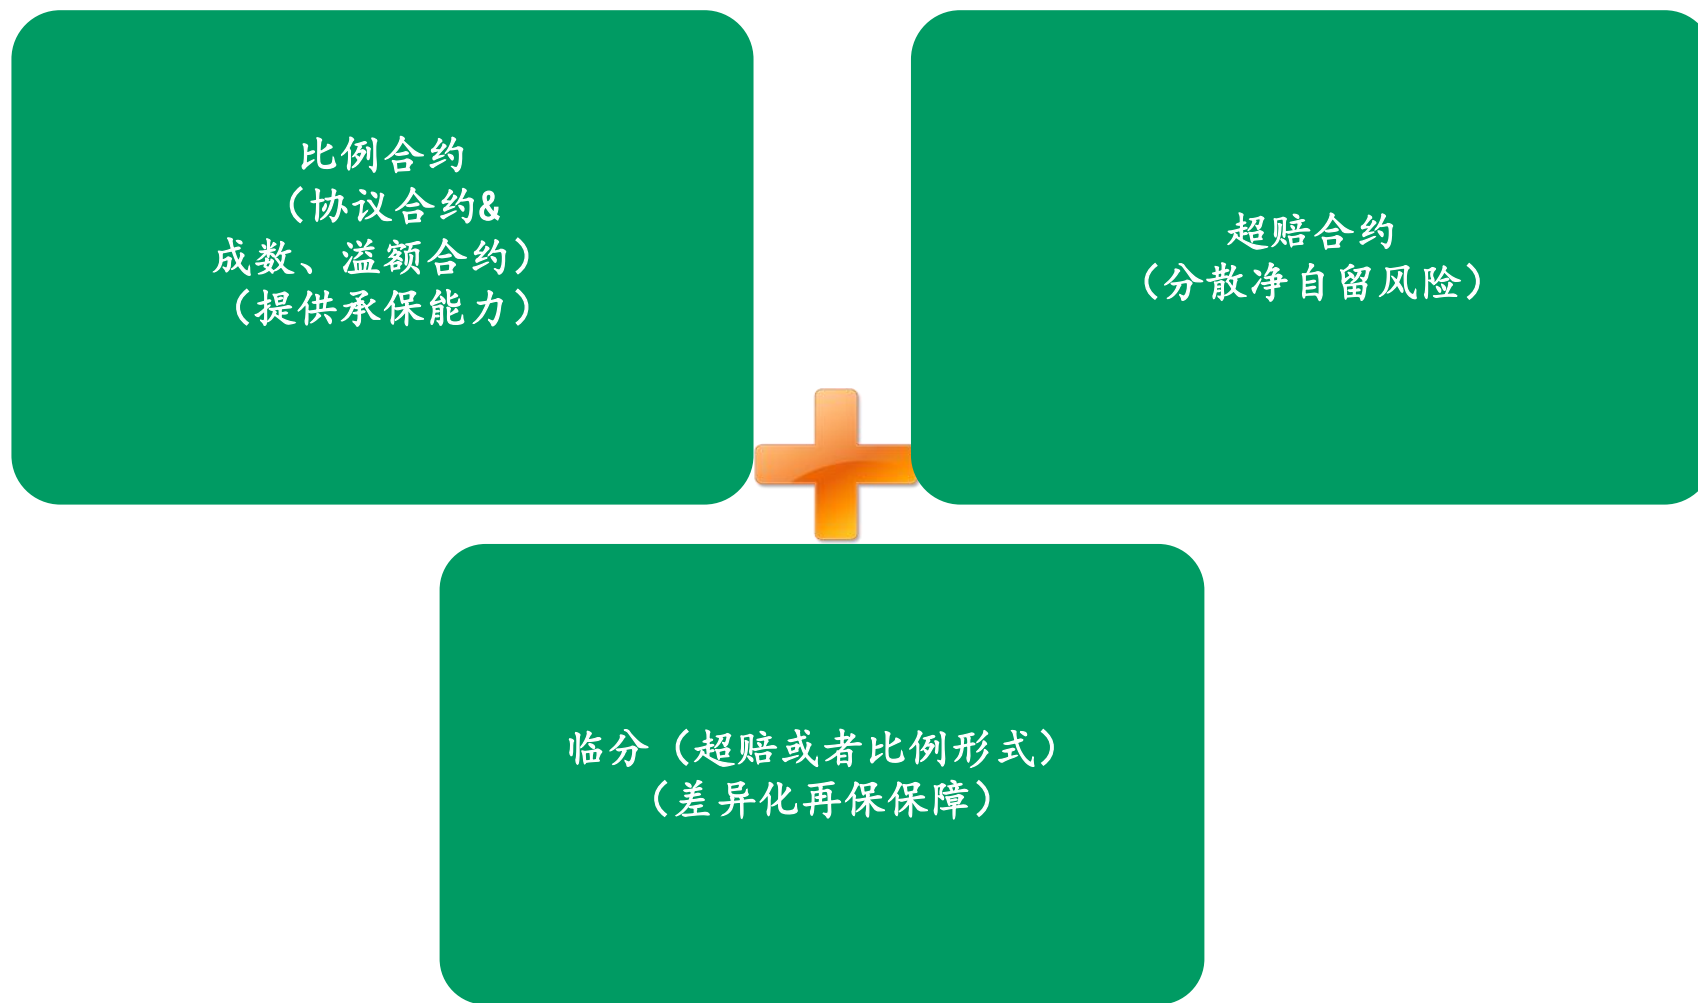 比例合约
（协议合约&
成数、溢额合约）
（提供承保能力）
超赔合约
（分散净自留风险）
临分（超赔或者比例形式）
（差异化再保保障）